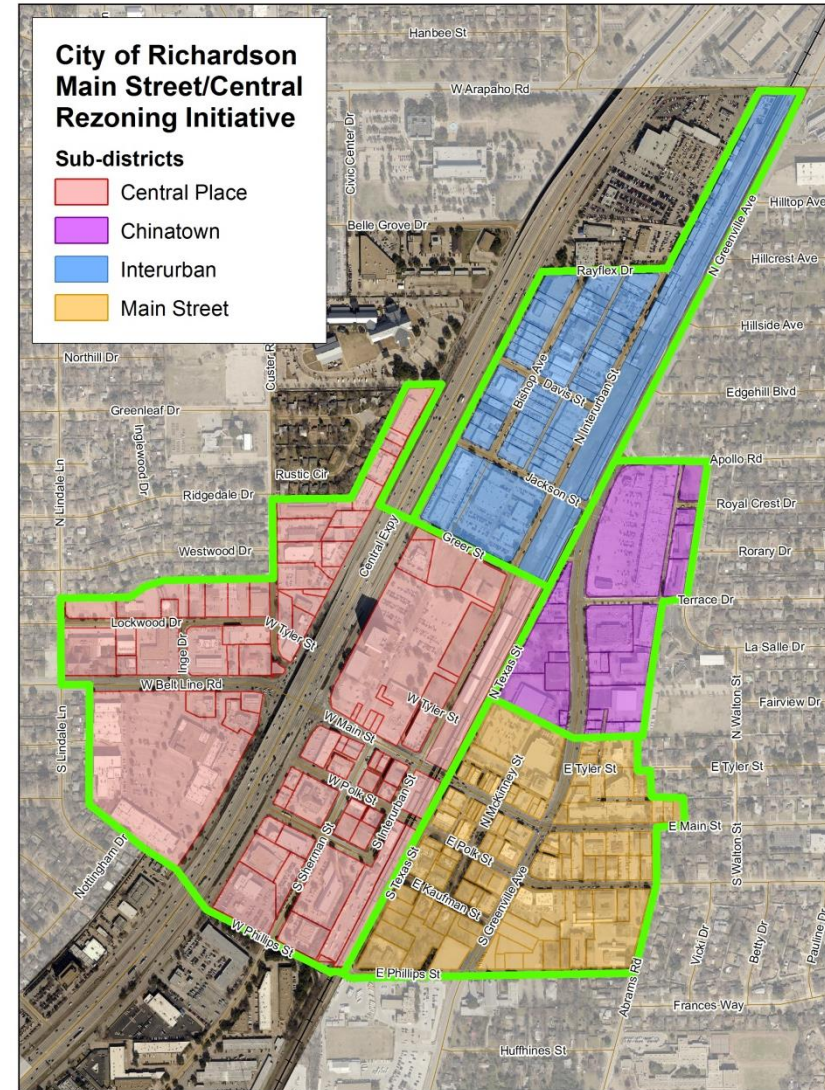 City of Richardson
Main Street/Central
Rezoning Initiative
Sub-districts
Central Place
Chinatown
Interurban
Main Street
Hanbee St
W Arapaho Rd
Civic Center Dr
Belle Grove Dr
Hilltop Ave
N Greenville Ave
Hillcrest Ave
Rayflex Dr
Hillside Ave
Northill Dr
Bishop Ave
Davis St
N Interurban St
Edgehill Blvd
Greenleaf Dr
Inglewood Dr
Rustic Cir
Apollo Rd
N Lindale Ln
Ridgedale Dr
Jackson St
Royal Crest Dr
Central Expy
Greer St
Westwood Dr
Rorary Dr
Terrace Dr
Lockwood Dr
Inge Dr
W Tyler St
La Salle Dr
N Texas St
W Belt Line Rd
W Tyler St
N Walton St
Fairview Dr
S Lindale Ln
W Main St
N McKinney St
E Tyler St
E Tyler St
W Polk St
S Interurban St
E Main St
S Sherman St
E Polk St
S Walton St
Nottingham Dr
S Texas St
E Kaufman St
S Greenville Ave
W Phillips St
E Phillips St
Abrams Rd
Vicki Dr
Betty Dr
Pauline Dr
Frances Way
Huffhines St